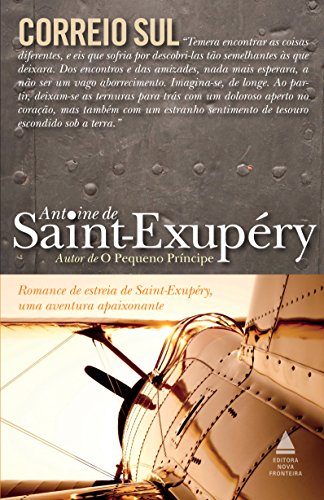 CORREIO SUL “Temera encontrar as coisas
diferentes, e eis que sofria por descobri-las tão semelhantes às que
deixara. Dos encontros e das amizades, nada mais esperara, a
não ser um vago aborrecimento. Imagina-se, de longe. Ao par-
tir, deixam-se as ternuras para trás com um doloroso aperto no
coração, mas também com um estranho sentimento de tesouro
escondido sob a terra.”
Antoine de
Saint-Exupéry
Autor de O Pequeno Príncipe
Romance de estreia de Saint-Exupéry,
uma aventura apaixonante
EDITORA
NOVA
FRONTEIRA